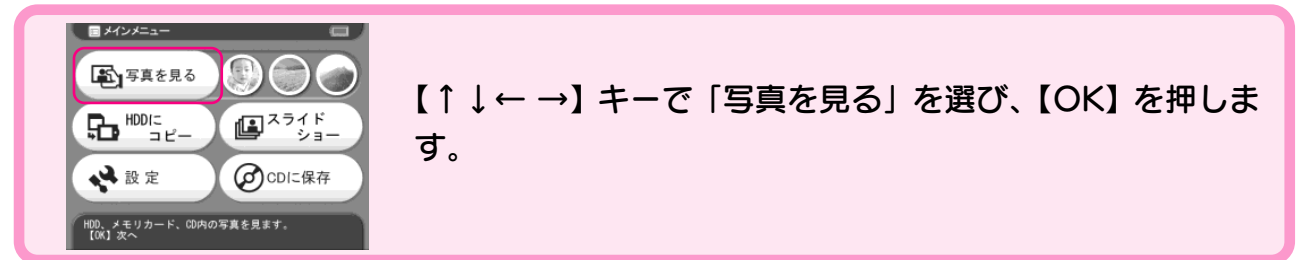 メインメニュー
写真を見る
HDDに
コピー
スライド
ショー
設 定
CDに保存
HDD、メモリカード、CD内の写真を見ます。
【OK】次へ
【↑↓← →】キーで「写真を見る」を選び、【OK】を押しま
す。